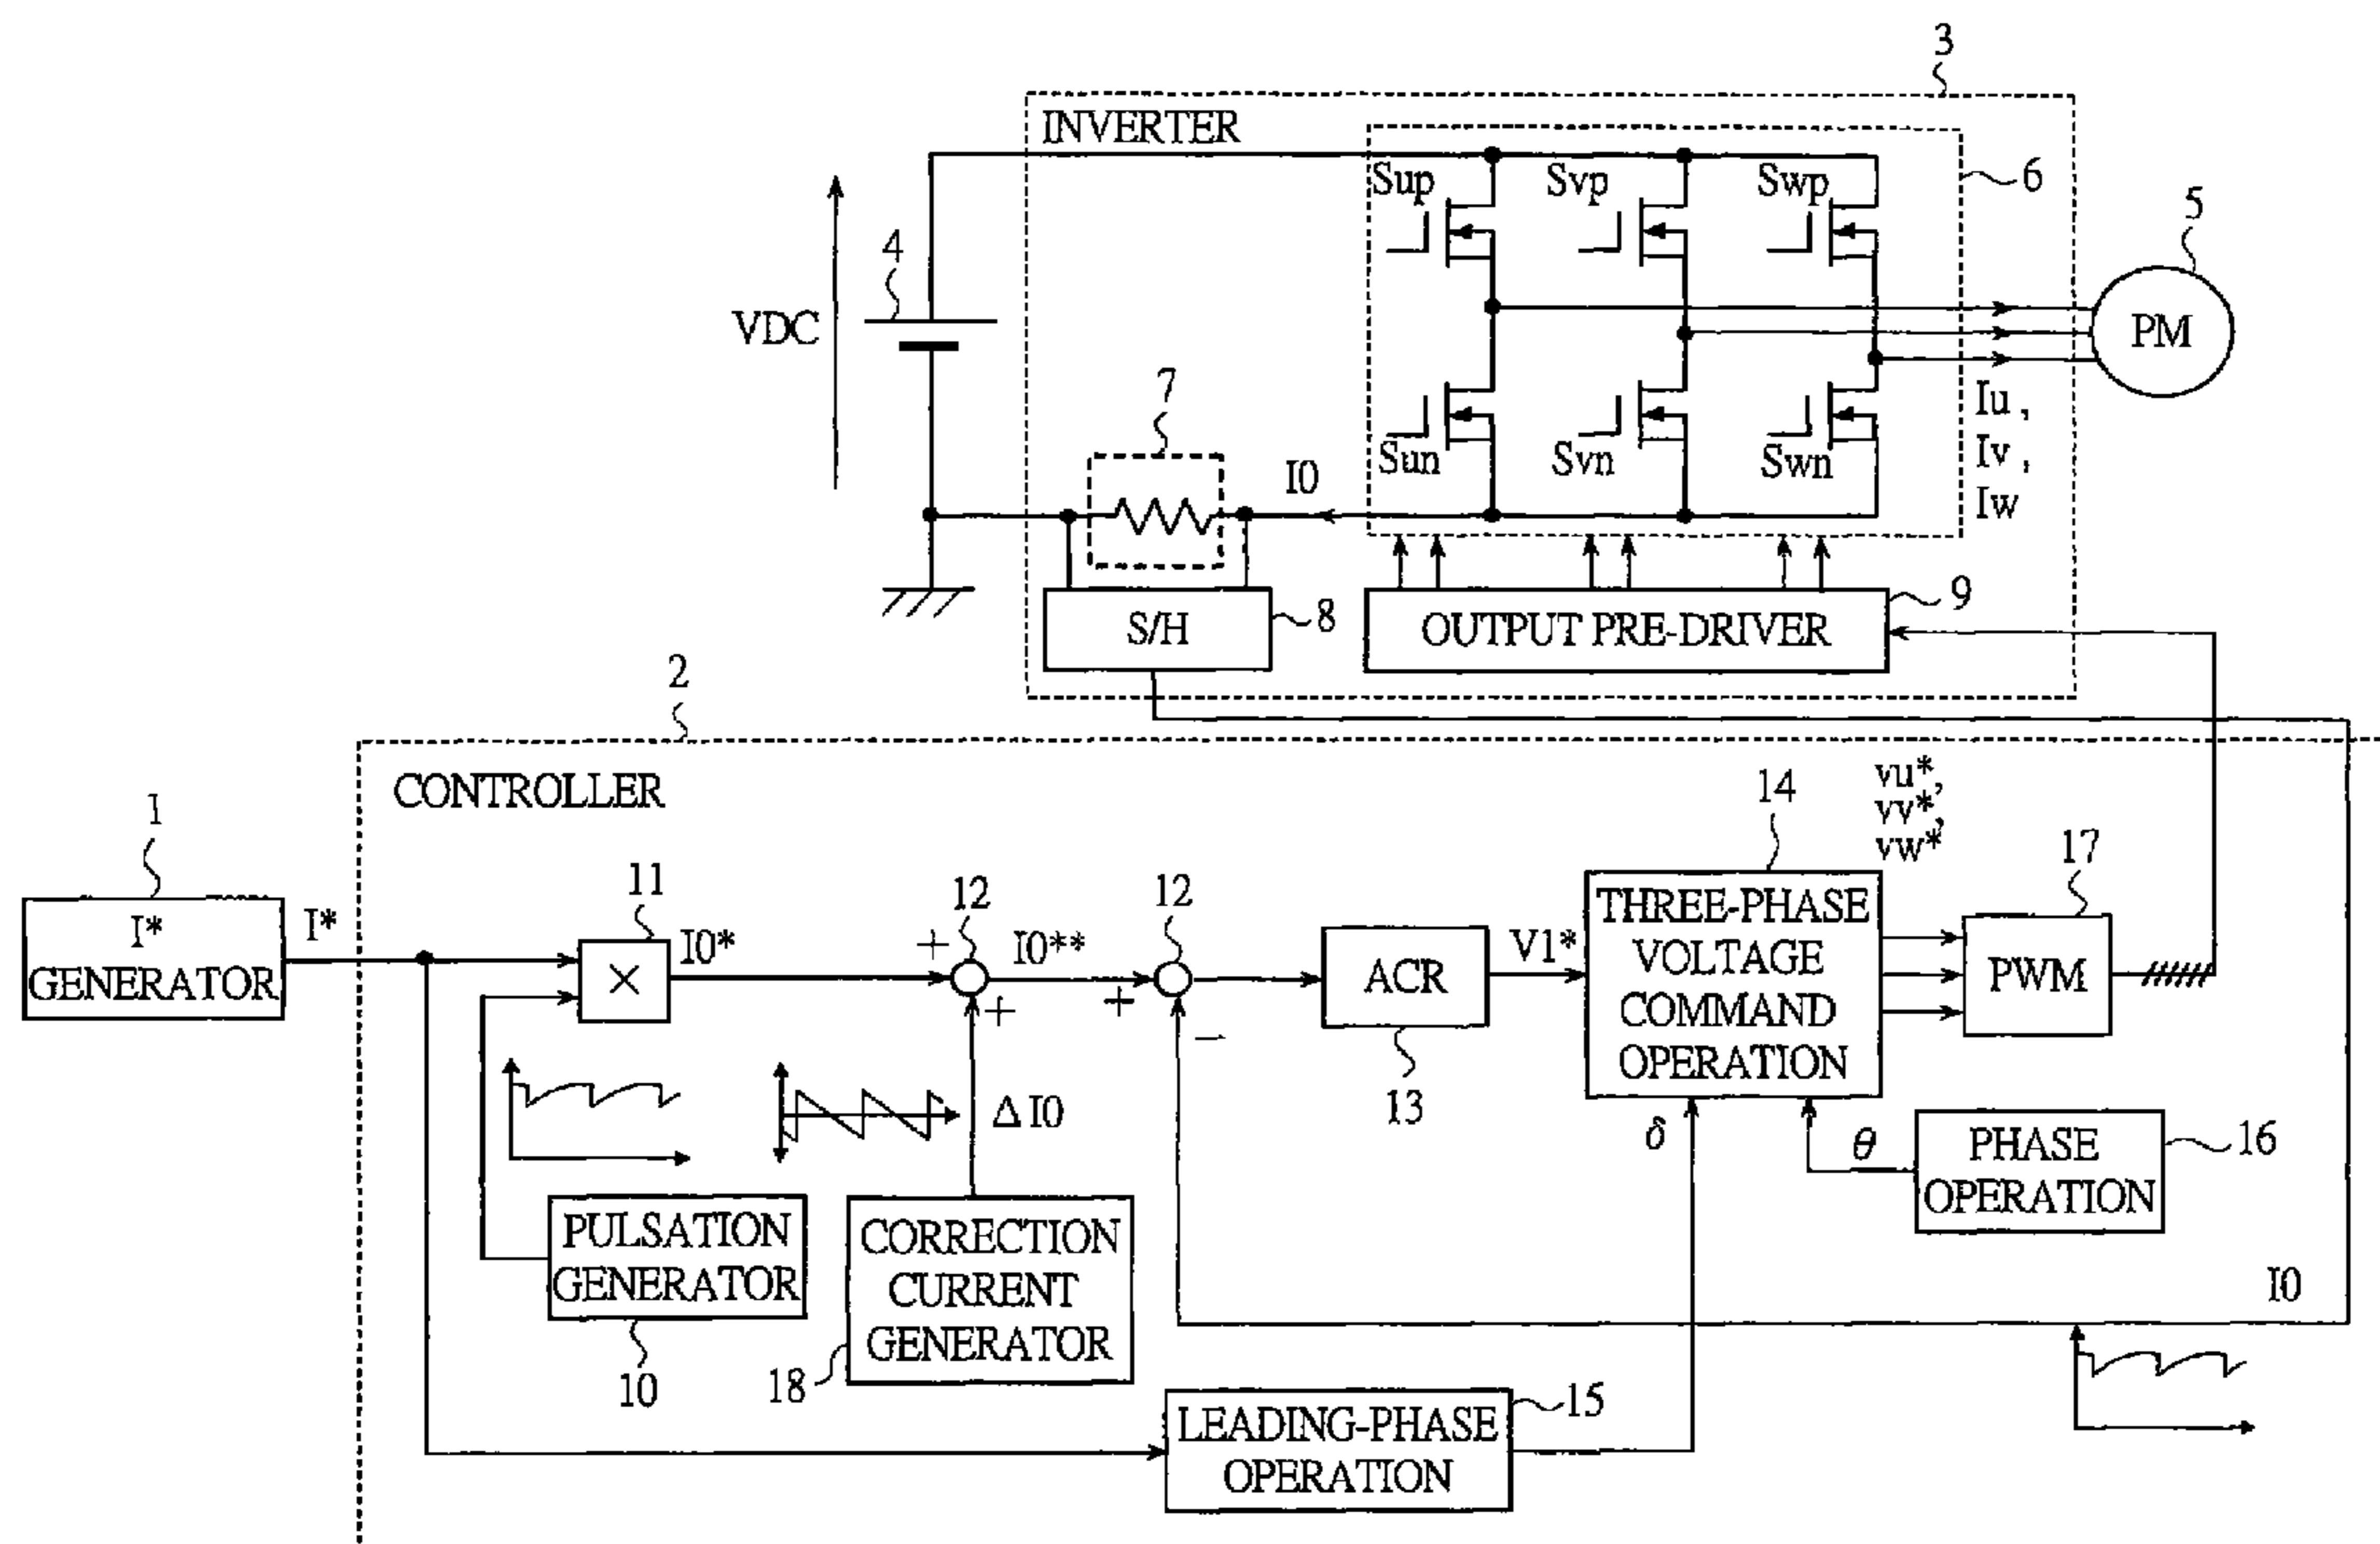 3
INVERTER
Sup
Svp
Swp
6
5
4
VDC
PM
7
Iu ,
Iv ,
Iw
Sun
Svn
Swn
I0
S/H
8
OUTPUT PRE-DRIVER
9
2
CONTROLLER
1
I*
GENERATOR
I*
11
×
I0*
+
12
+
I0**
12
+
−
ACR
13
V1*
14
THREE-PHASE
VOLTAGE
COMMAND
OPERATION
vu*,
vv*,
vw*
17
PWM
δ
θ
PHASE
OPERATION
16
ΔI0
PULSATION
GENERATOR
10
CORRECTION
CURRENT
GENERATOR
18
I0
LEADING-PHASE
OPERATION
15